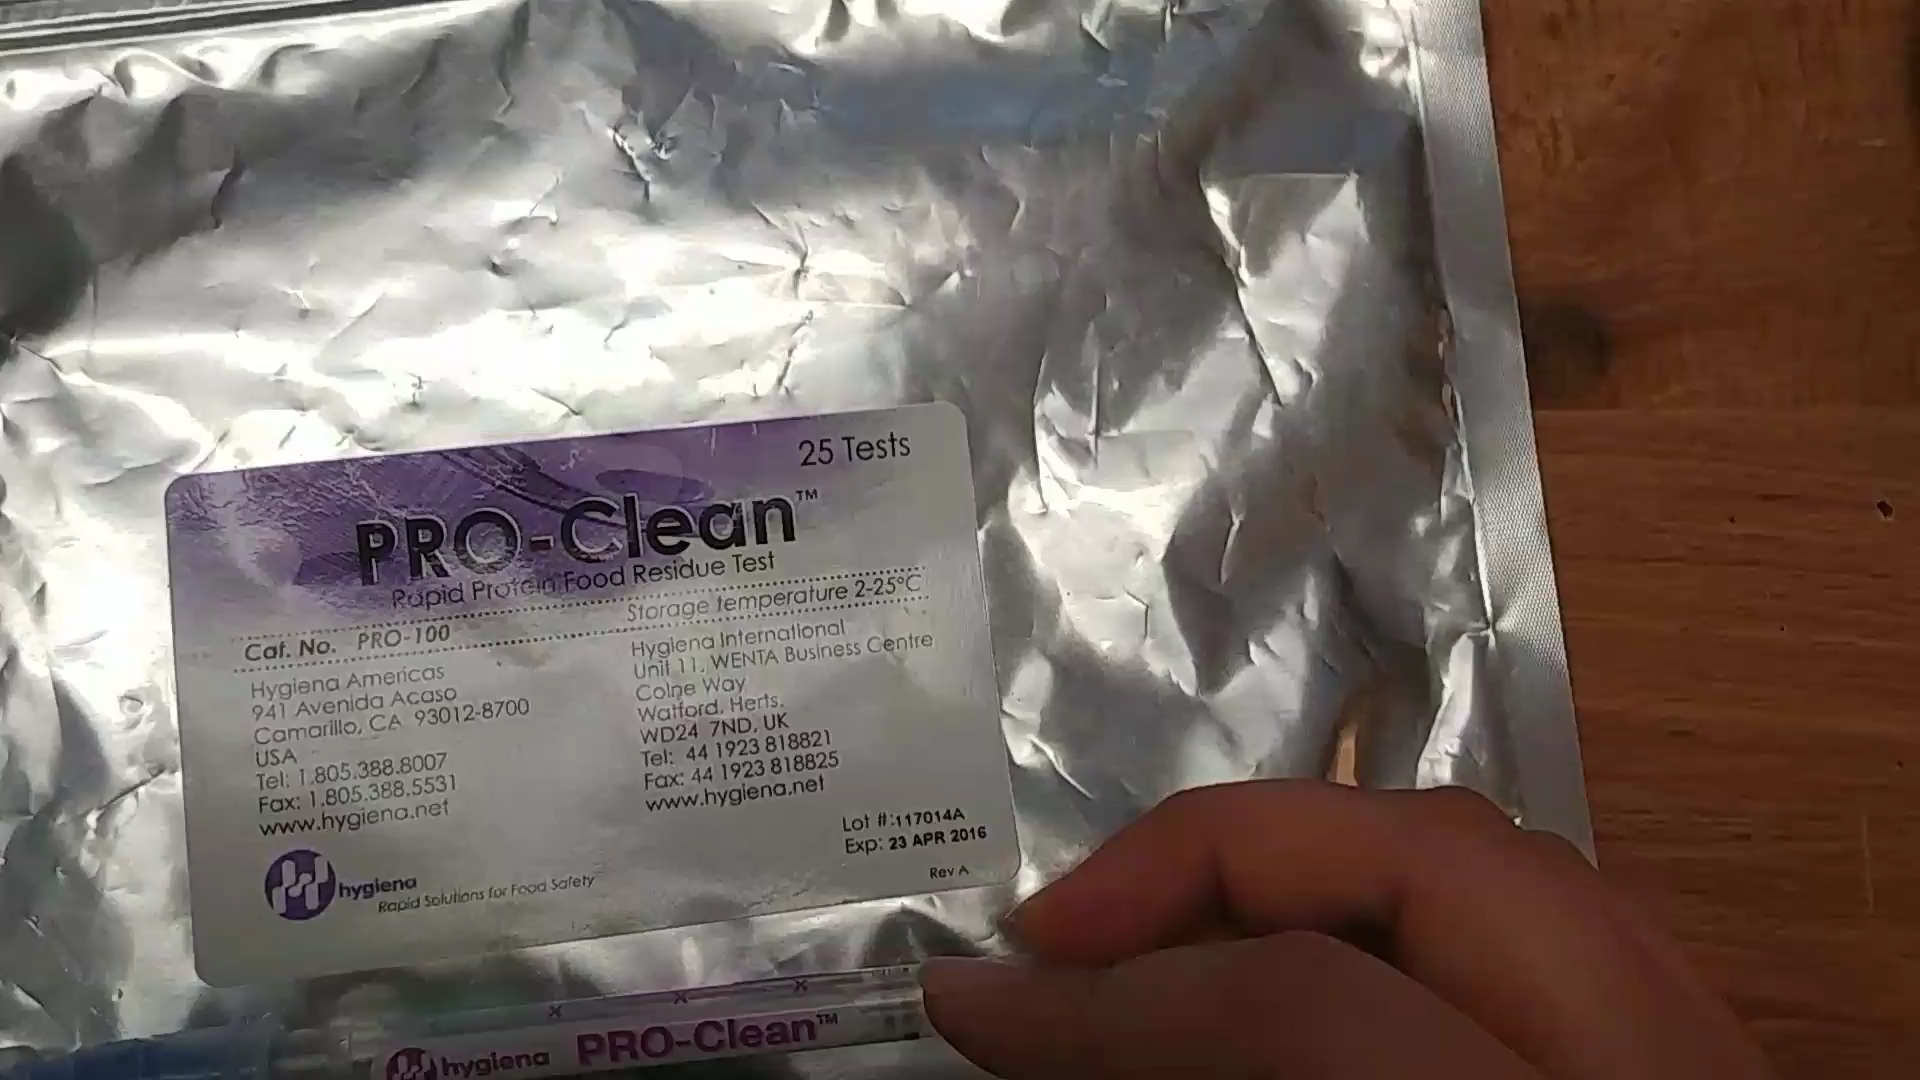 25 Tests
PRO-Clean™
Rapid Protein Food Residue Test
Storage temperature 2-25°C
Cat. No. PRO-100
Hygiena Americas
941 Avenida Acaso
Camarillo, CA 93012-8700
USA
Tel: 1.805.388.8007
Fax: 1.805.388.5531
www.hygiena.net
Hygiena International
Unit 11, WENTA Business Centre
Colne Way
Watford, Herts.
WD24 7ND, UK
Tel: 44 1923 818821
Fax: 44 1923 818825
www.hygiena.net
Lot #:117014A
Exp: 23 APR 2016
Rev A
hygiena
Rapid Solutions for Food Safety
hygiena PRO-Clean™